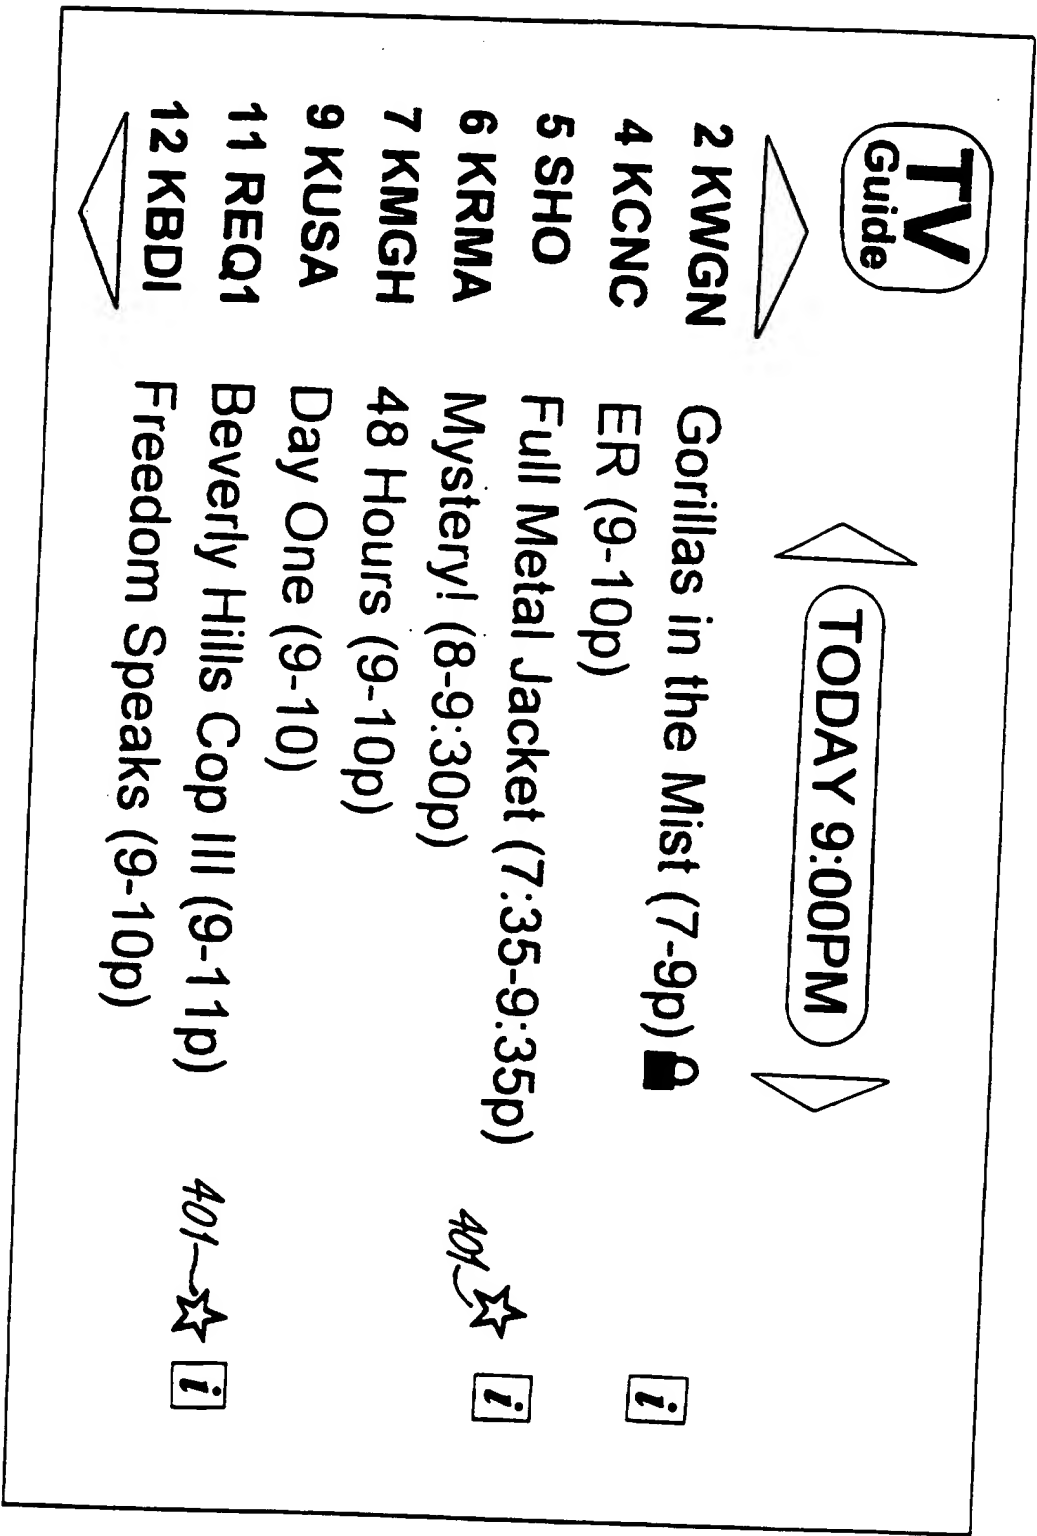 TV
Guide
TODAY 9:00PM
2 KWGN Gorillas in the Mist (7-9p)
4 KCNC ER (9-10p) i
5 SHO Full Metal Jacket (7:35-9:35p)
6 KRMA Mystery! (8-9:30p) 401 i
7 KMGH 48 Hours (9-10p)
9 KUSA Day One (9-10)
11 REQ1 Beverly Hills Cop III (9-11p)
12 KBDI Freedom Speaks (9-10p) 401 i